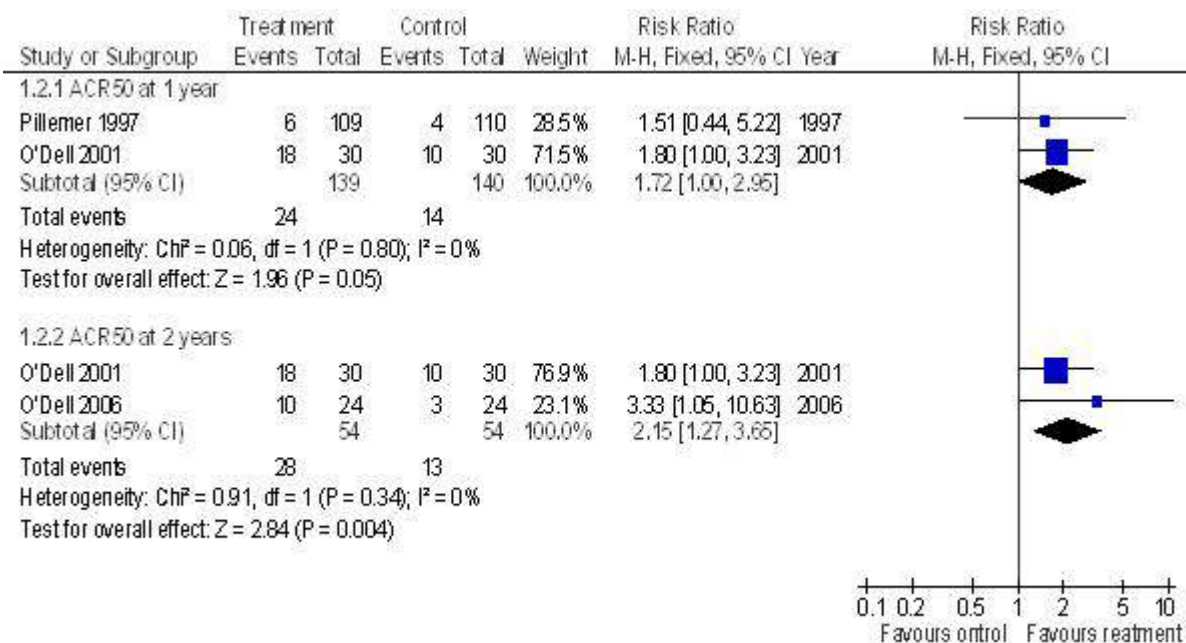 Treatment Control Risk Ratio Risk Ratio
Study or Subgroup Events Total Events Total Weight M-H, Fixed, 95% CI Year M-H, Fixed, 95% CI
1.2.1 ACR50 at 1 year
Pillemer 1997 6 109 4 110 28.5% 1.51 [0.44, 5.22] 1997
O'Dell 2001 18 30 10 30 71.5% 1.80 [1.00, 3.23] 2001
Subtotal (95% CI) 139 140 100.0% 1.72 [1.00, 2.95]
Total events 24 14
Heterogeneity: Chi² = 0.06, df = 1 (P = 0.80); I² = 0%
Test for overall effect: Z = 1.96 (P = 0.05)
1.2.2 ACR50 at 2 years
O'Dell 2001 18 30 10 30 76.9% 1.80 [1.00, 3.23] 2001
O'Dell 2006 10 24 3 24 23.1% 3.33 [1.05, 10.63] 2006
Subtotal (95% CI) 54 54 100.0% 2.15 [1.27, 3.65]
Total events 28 13
Heterogeneity: Chi² = 0.91, df = 1 (P = 0.34); I² = 0%
Test for overall effect: Z = 2.84 (P = 0.004)
0.1 0.2 0.5 1 2 5 10
Favours ontrol Favours reatment